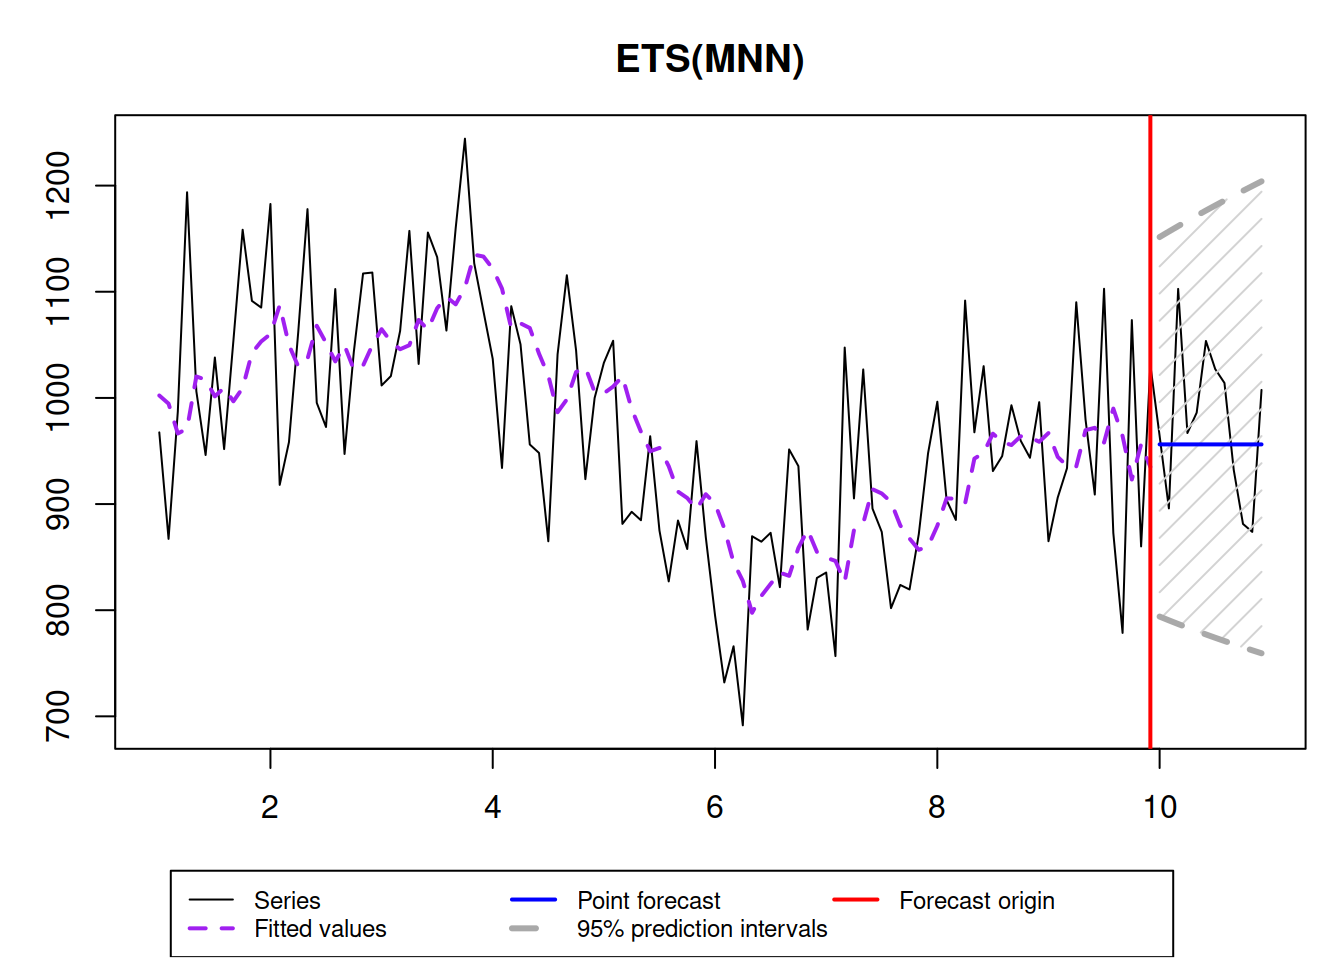 ETS(MNN)
1200
1100
1000
900
800
700
2 4 6 8 10
Series
Point forecast
Forecast origin
Fitted values
95% prediction intervals